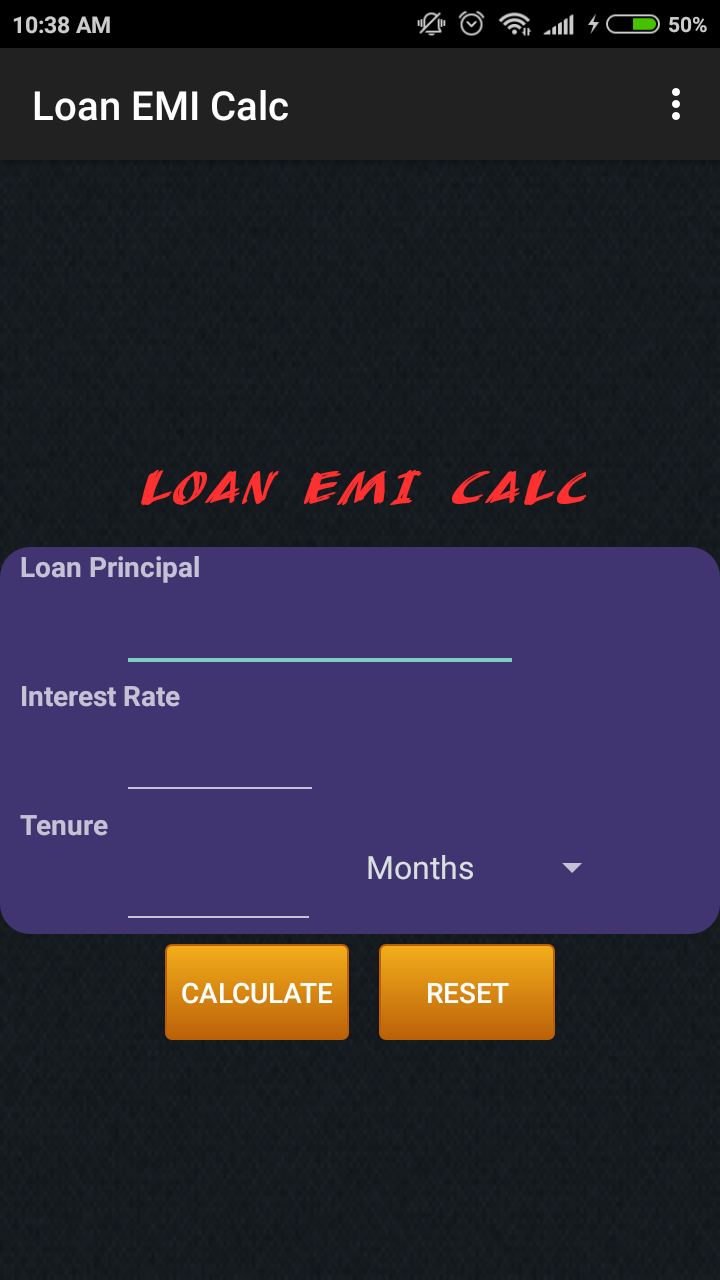 10:38 AM 50%
Loan EMI Calc
LOAN EMI CALC
Loan Principal
Interest Rate
Tenure
Months
CALCULATE RESET